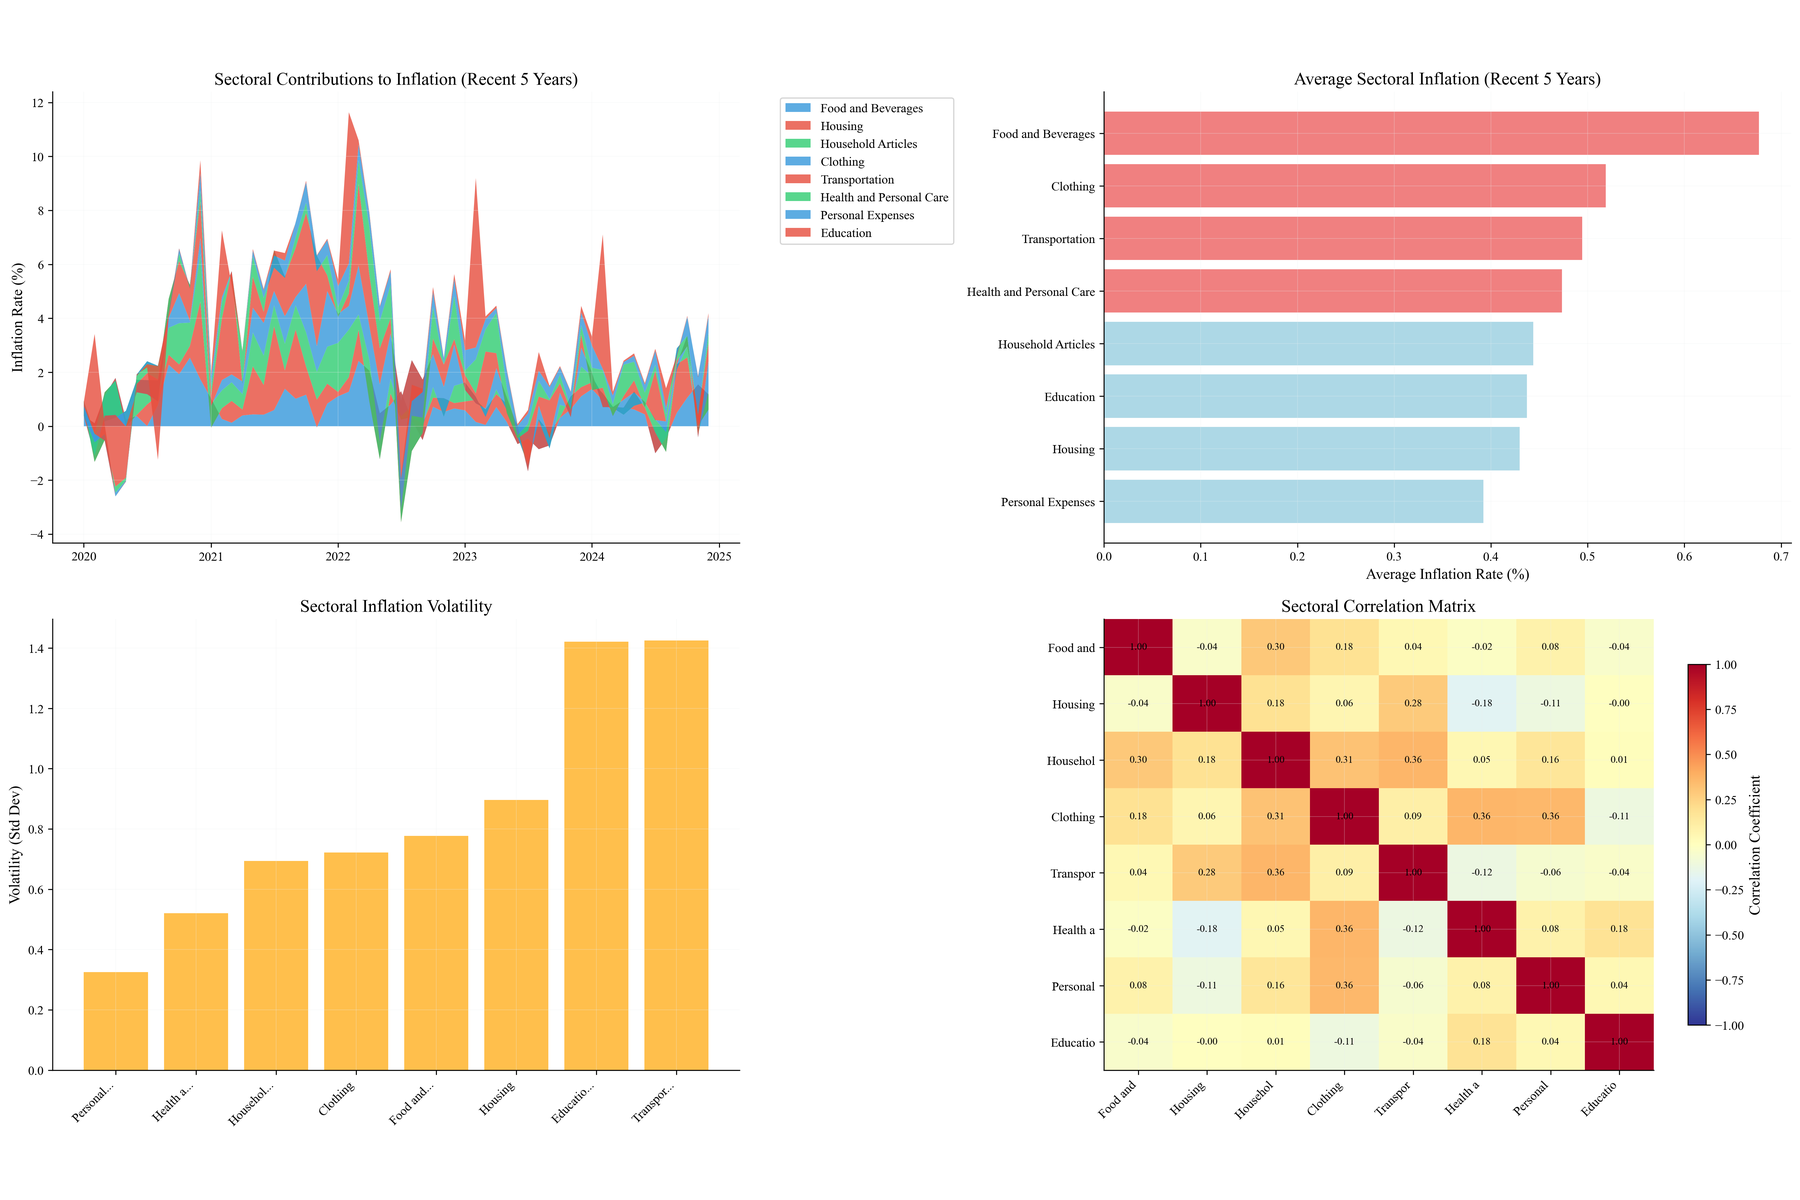 Sectoral Contributions to Inflation (Recent 5 Years)
Inflation Rate (%)
12
10
8
6
4
2
0
−2
−4
2020 2021 2022 2023 2024 2025
Food and Beverages
Housing
Household Articles
Clothing
Transportation
Health and Personal Care
Personal Expenses
Education
Average Sectoral Inflation (Recent 5 Years)
Food and Beverages
Clothing
Transportation
Health and Personal Care
Household Articles
Education
Housing
Personal Expenses
0.0 0.1 0.2 0.3 0.4 0.5 0.6 0.7
Average Inflation Rate (%)
Sectoral Inflation Volatility
Volatility (Std Dev)
1.4
1.2
1.0
0.8
0.6
0.4
0.2
0.0
Personal... Health a... Househol... Clothing Food and... Housing Educatio... Transpor...
Sectoral Correlation Matrix
Food and 1.00 -0.04 0.30 0.18 0.04 -0.02 0.08 -0.04
Housing -0.04 1.00 0.18 0.06 0.28 -0.18 -0.11 -0.00
Househol 0.30 0.18 1.00 0.31 0.36 0.05 0.16 0.01
Clothing 0.18 0.06 0.31 1.00 0.09 0.36 0.36 -0.11
Transpor 0.04 0.28 0.36 0.09 1.00 -0.12 -0.06 -0.04
Health a -0.02 -0.18 0.05 0.36 -0.12 1.00 0.08 0.18
Personal 0.08 -0.11 0.16 0.36 -0.06 0.08 1.00 0.04
Educatio -0.04 -0.00 0.01 -0.11 -0.04 0.18 0.04 1.00
Food and Housing Househol Clothing Transpor Health a Personal Educatio
1.00
0.75
0.50
0.25
0.00
−0.25
−0.50
−0.75
−1.00
Correlation Coefficient